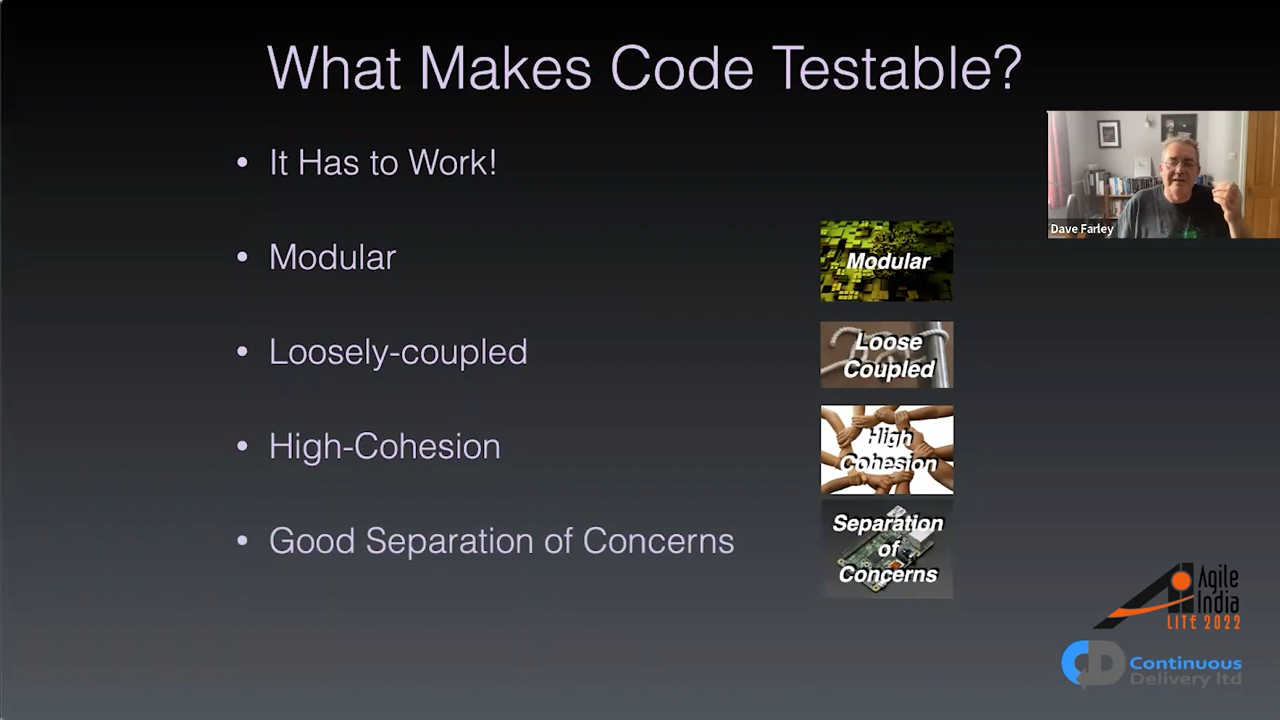 What Makes Code Testable?
• It Has to Work!
• Modular
• Loosely-coupled
• High-Cohesion
• Good Separation of Concerns
Modular
Loose
Coupled
High
Cohesion
Separation
of
Concerns
Dave Farley
Agile
India
LITE 2022
CD
Continuous
Delivery ltd